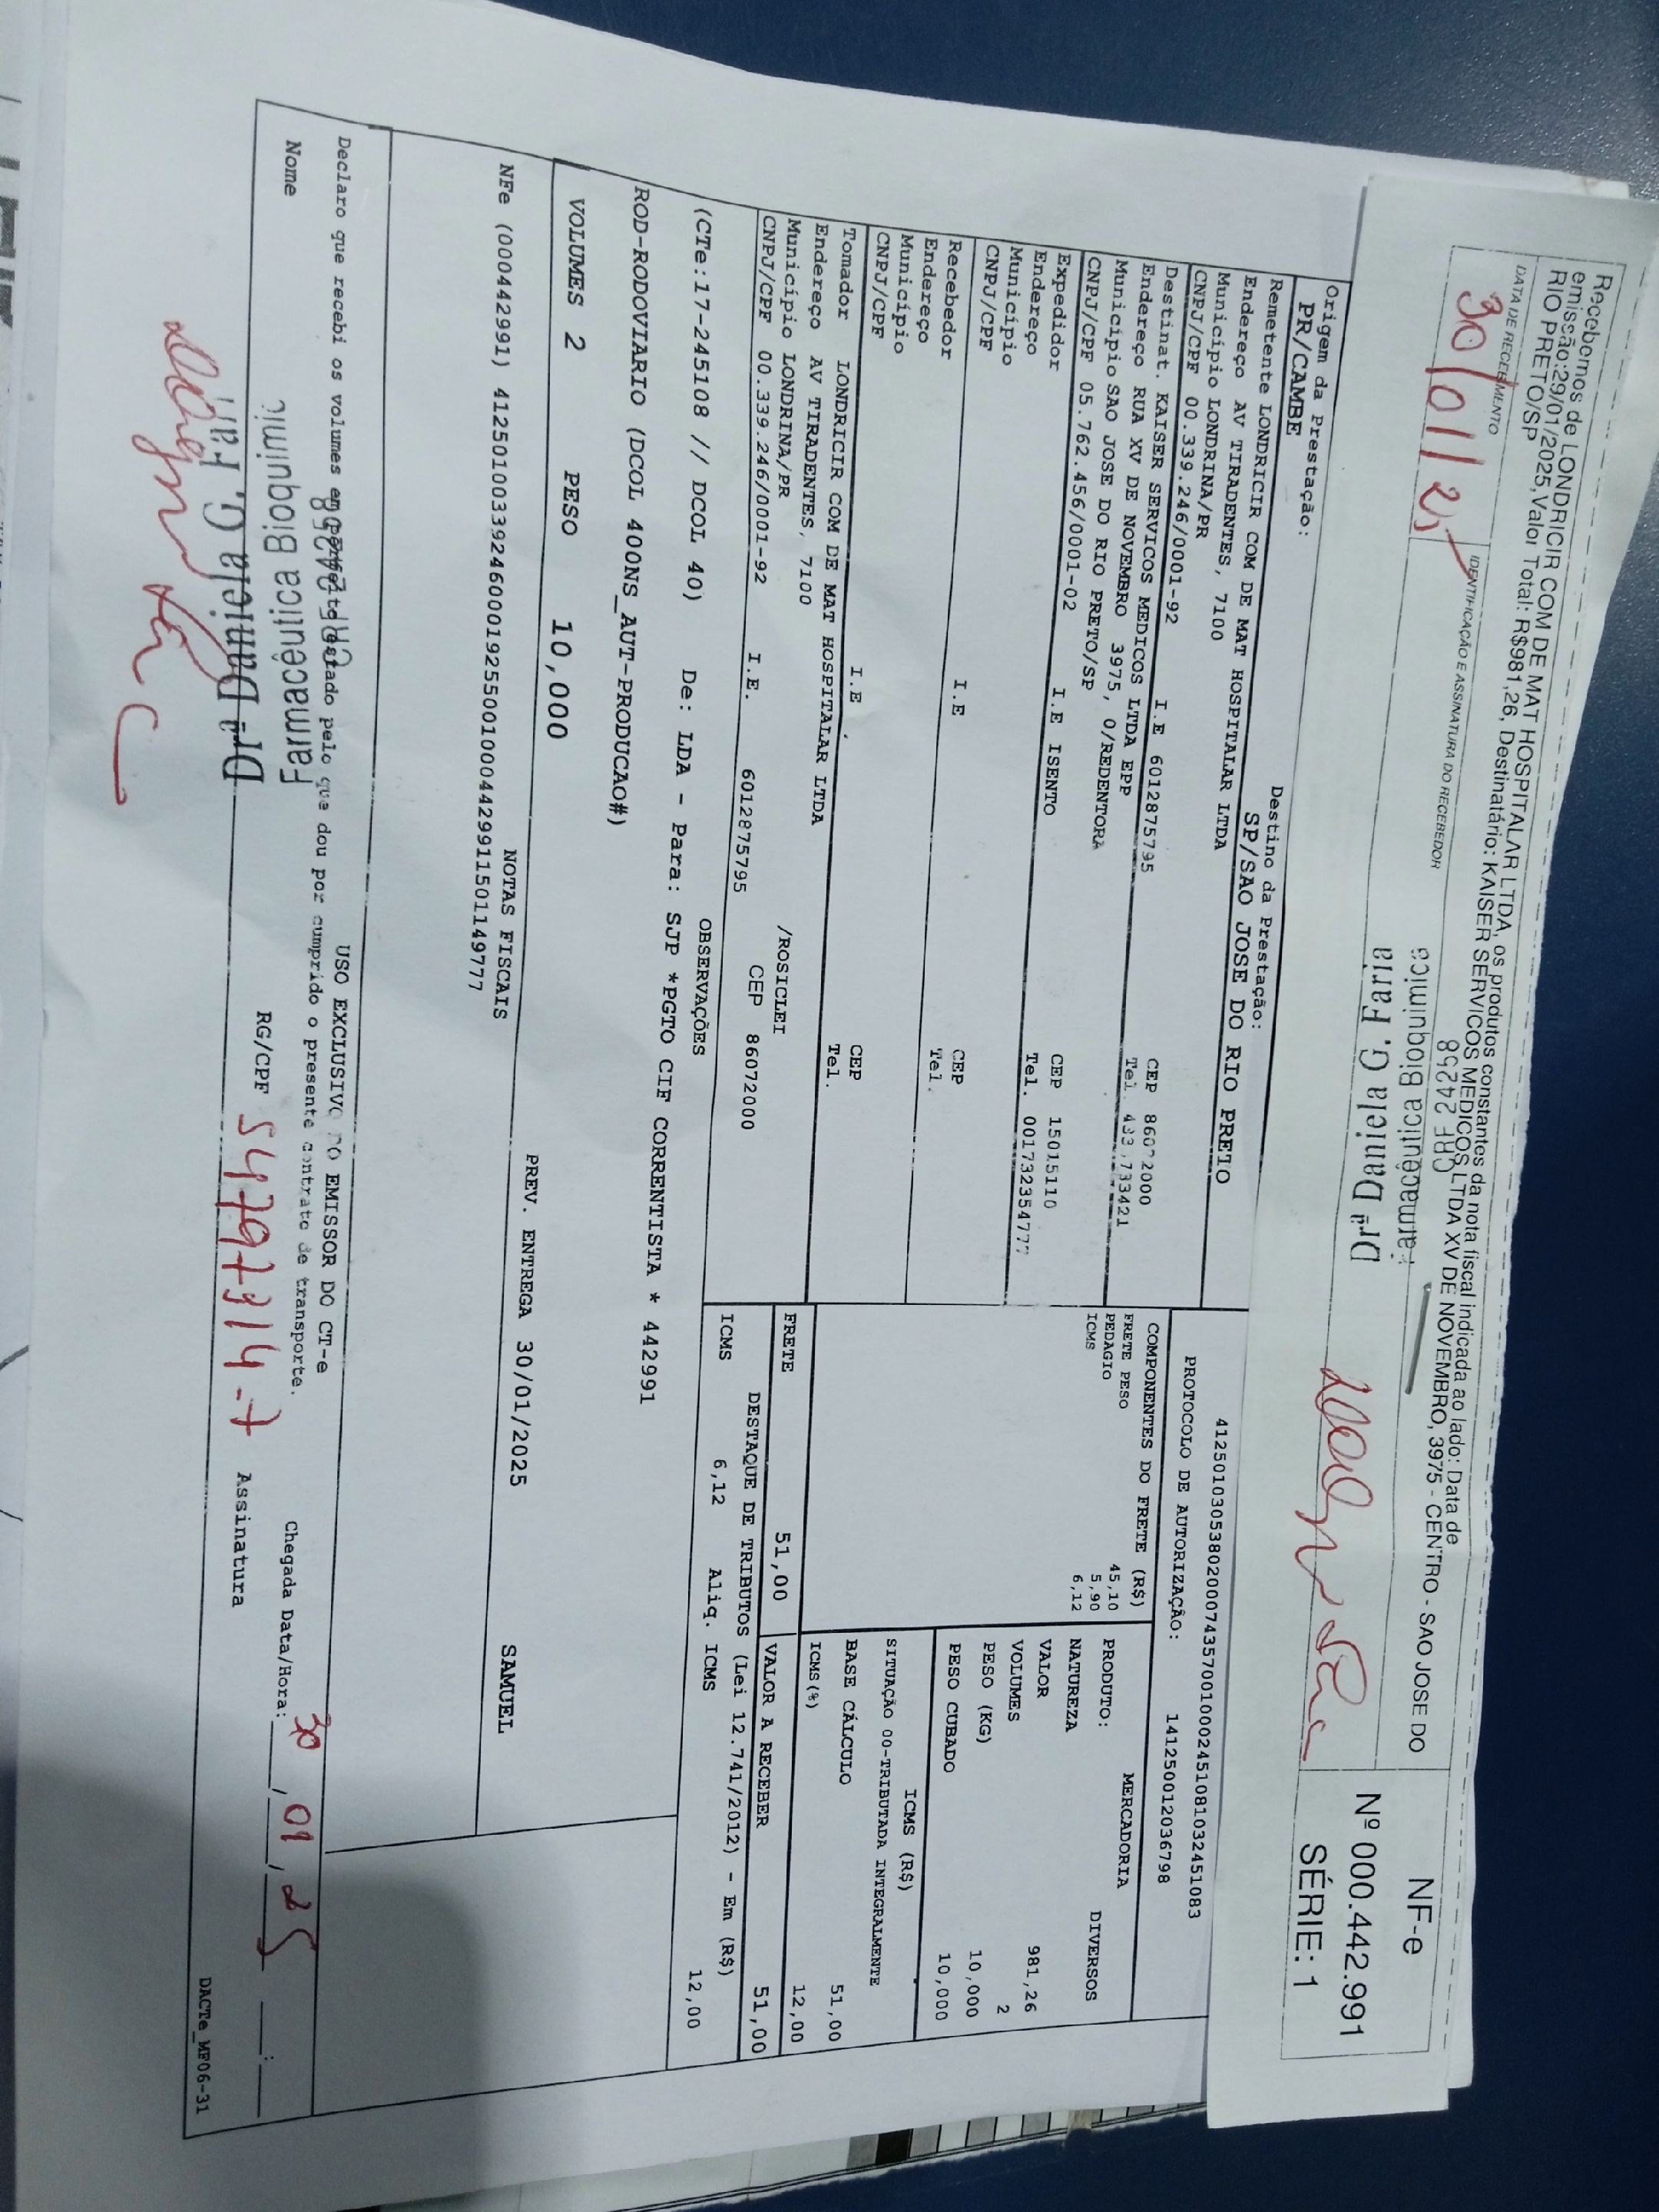 Recebomos de LONDRICIR COM DE MAT HOSPITALAR LTDA, os produtos constantes da nota fiscal indicada ao lado: Data de
emissão:29/01/2025,Valor Total: R$981,26, Destinatário: KAISER SERVICOS MEDICOS LTDA XV DE NOVEMBRO, 3975 - CENTRO - SAO JOSE DO
RIO PRETO/SP
DATA DE RECEBIMENTO
IDENTIFICAÇÃO E ASSINATURA DO RECEBEDOR
30/01/25
Drª Daniela G. Faria
Farmacêutica Bioquímica
CRF 24258
NF-e
Nº 000.442.991
SÉRIE: 1
Origem da Prestação:
PR/CAMBE
Destino da Prestação:
SP/SAO JOSE DO RIO PRETO
41250103053802000743570010002451081032451083
PROTOCOLO DE AUTORIZAÇÃO: 141250012036798
Remetente LONDRICIR COM DE MAT HOSPITALAR LTDA
Endereço AV TIRADENTES, 7100
Município LONDRINA/PR CEP 86072000
CNPJ/CPF 00.339.246/0001-92 I.E 6012875795 Tel.
Destinat. KAISER SERVICOS MEDICOS LTDA EPP
Endereço RUA XV DE NOVEMBRO 3975, 0/REDENTORA
Município SAO JOSE DO RIO PRETO/SP CEP 15015110
CNPJ/CPF 05.762.456/0001-02 I.E ISENTO Tel. 001732354777
Expedidor
Endereço
Município CEP
CNPJ/CPF I.E Tel.
Recebedor
Endereço
Município CEP
CNPJ/CPF I.E Tel.
Tomador LONDRICIR COM DE MAT HOSPITALAR LTDA
Endereço AV TIRADENTES, 7100 /ROSICLEI
Município LONDRINA/PR CEP 86072000
CNPJ/CPF 00.339.246/0001-92 I.E. 6012875795
COMPONENTES DO FRETE (R$)
FRETE PESO 45,10
PEDAGIO 5,90
ICMS 6,12
MERCADORIA
PRODUTO: DIVERSOS
NATUREZA
VALOR 981,26
VOLUMES 2
PESO (KG) 10,000
PESO CUBADO 10,000
ICMS (R$)
SITUAÇÃO 00-TRIBUTADA INTEGRALMENTE
BASE CÁLCULO 51,00
ICMS(%) 12,00
FRETE 51,00
VALOR A RECEBER 51,00
DESTAQUE DE TRIBUTOS (Lei 12.741/2012) - Em (R$)
ICMS 6,12 Aliq. ICMS 12,00
OBSERVAÇÕES
(CTe:17-245108 // DCOL 40) De: LDA - Para: SJP *PGTO CIF CORRENTISTA * 442991
ROD-RODOVIARIO (DCOL 400NS_AUT-PRODUCAO#)
VOLUMES 2 PESO 10,000 PREV. ENTREGA 30/01/2025 SAMUEL
NOTAS FISCAIS
NFe (000442991) 41250100339246000192550010004429911501149777
USO EXCLUSIVO DO EMISSOR DO CT-e
Declaro que recebi os volumes em perfeito estado pelo que dou por cumprido o presente contrato de transporte.
Chegada Data/Hora: 30/01/25 __:__
Nome
RG/CPF 54797314-7
Assinatura
Drª Daniela G. Faria
Farmacêutica Bioquímic
CRF 24258
DACTe_MF06-31